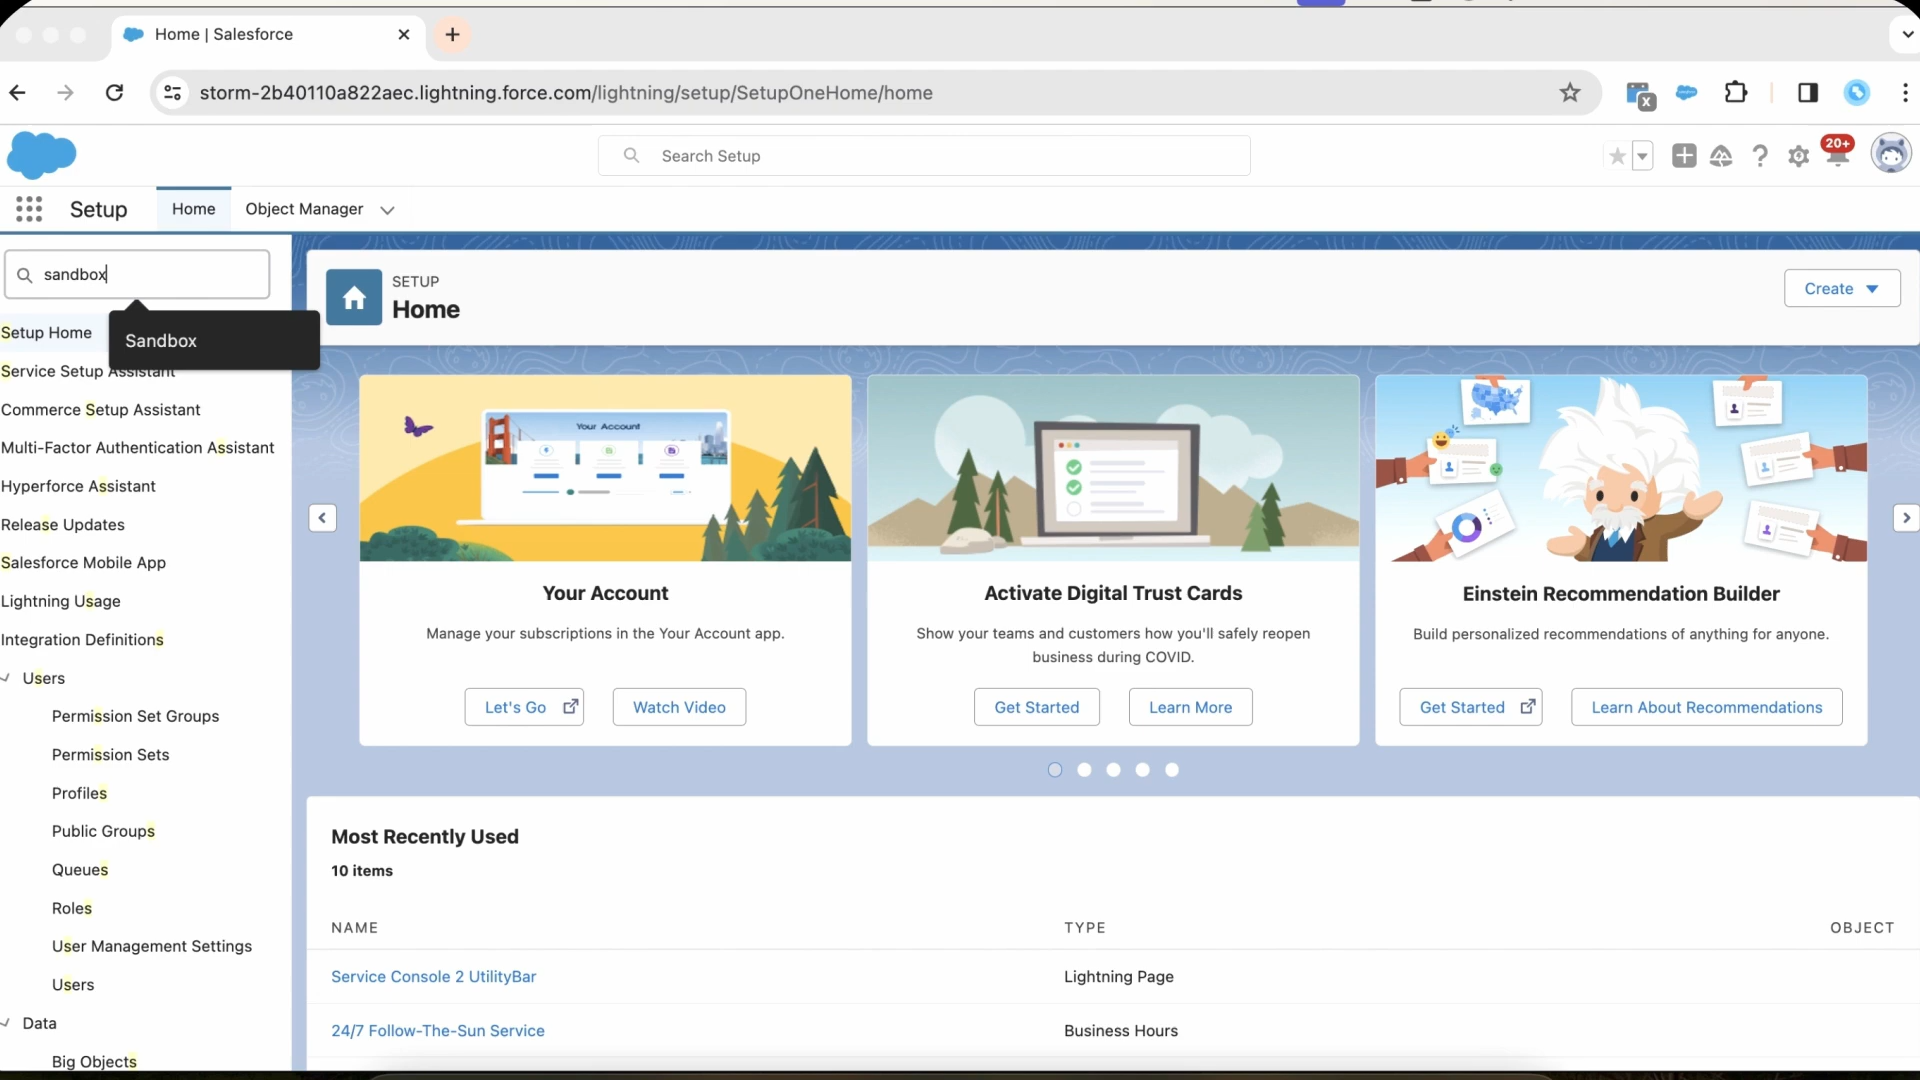 Home | Salesforce
storm-2b40110a822aec.lightning.force.com/lightning/setup/SetupOneHome/home
x
Search Setup
20+
Setup
Home
Object Manager
sandbox
Sandbox
Setup Home
Service Setup Assistant
Commerce Setup Assistant
Multi-Factor Authentication Assistant
Hyperforce Assistant
Release Updates
Salesforce Mobile App
Lightning Usage
Integration Definitions
Users
Permission Set Groups
Permission Sets
Profiles
Public Groups
Queues
Roles
User Management Settings
Users
Data
Big Objects
SETUP
Home
Create
Your Account
Your Account
Manage your subscriptions in the Your Account app.
Let's Go
Watch Video
Activate Digital Trust Cards
Show your teams and customers how you'll safely reopen
business during COVID.
Get Started
Learn More
Einstein Recommendation Builder
Build personalized recommendations of anything for anyone.
Get Started
Learn About Recommendations
Most Recently Used
10 items
NAME TYPE OBJECT
Service Console 2 UtilityBar Lightning Page
24/7 Follow-The-Sun Service Business Hours